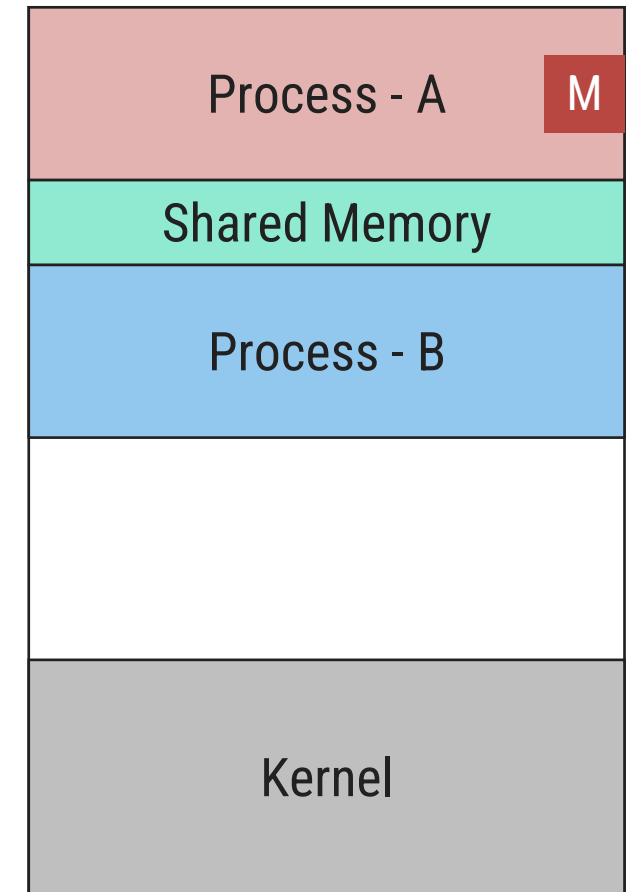 Process - A
M
Shared Memory
Process - B
Kernel